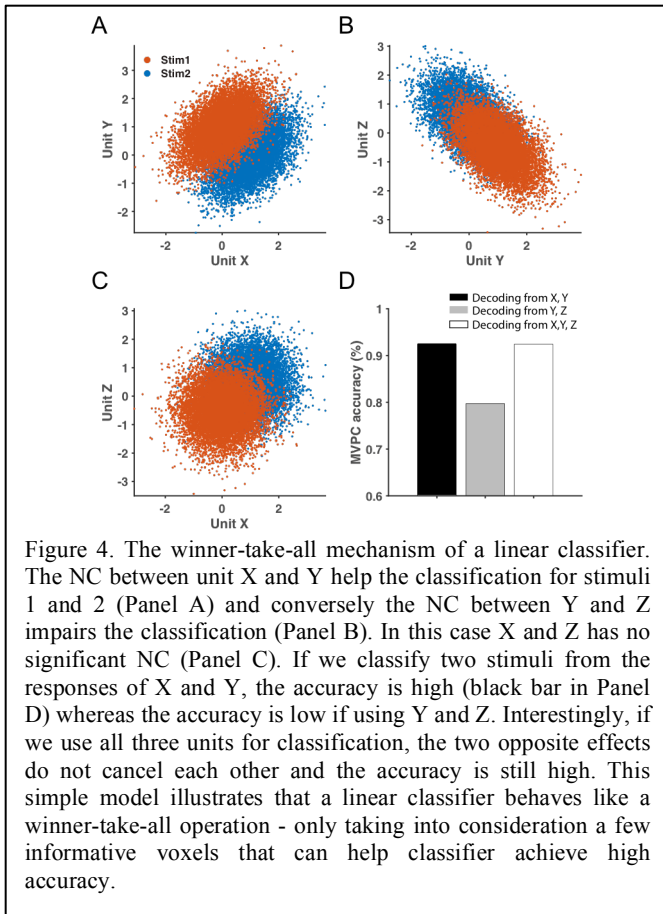 A
B
Stim1
Stim2
3
2
1
0
-1
-2
Unit Y
-2
0
2
Unit X
3
2
1
0
-1
-2
-3
Unit Z
-2
0
2
Unit Y
C
D
3
2
1
0
-1
-2
-3
Unit Z
-2
0
2
Unit X
Decoding from X, Y
Decoding from Y, Z
Decoding from X,Y, Z
1
0.9
0.8
0.7
0.6
MVPC accuracy (%)
Figure 4. The winner-take-all mechanism of a linear classifier.
The NC between unit X and Y help the classification for stimuli
1 and 2 (Panel A) and conversely the NC between Y and Z
impairs the classification (Panel B). In this case X and Z has no
significant NC (Panel C). If we classify two stimuli from the
responses of X and Y, the accuracy is high (black bar in Panel
D) whereas the accuracy is low if using Y and Z. Interestingly, if
we use all three units for classification, the two opposite effects
do not cancel each other and the accuracy is still high. This
simple model illustrates that a linear classifier behaves like a
winner-take-all operation - only taking into consideration a few
informative voxels that can help classifier achieve high
accuracy.